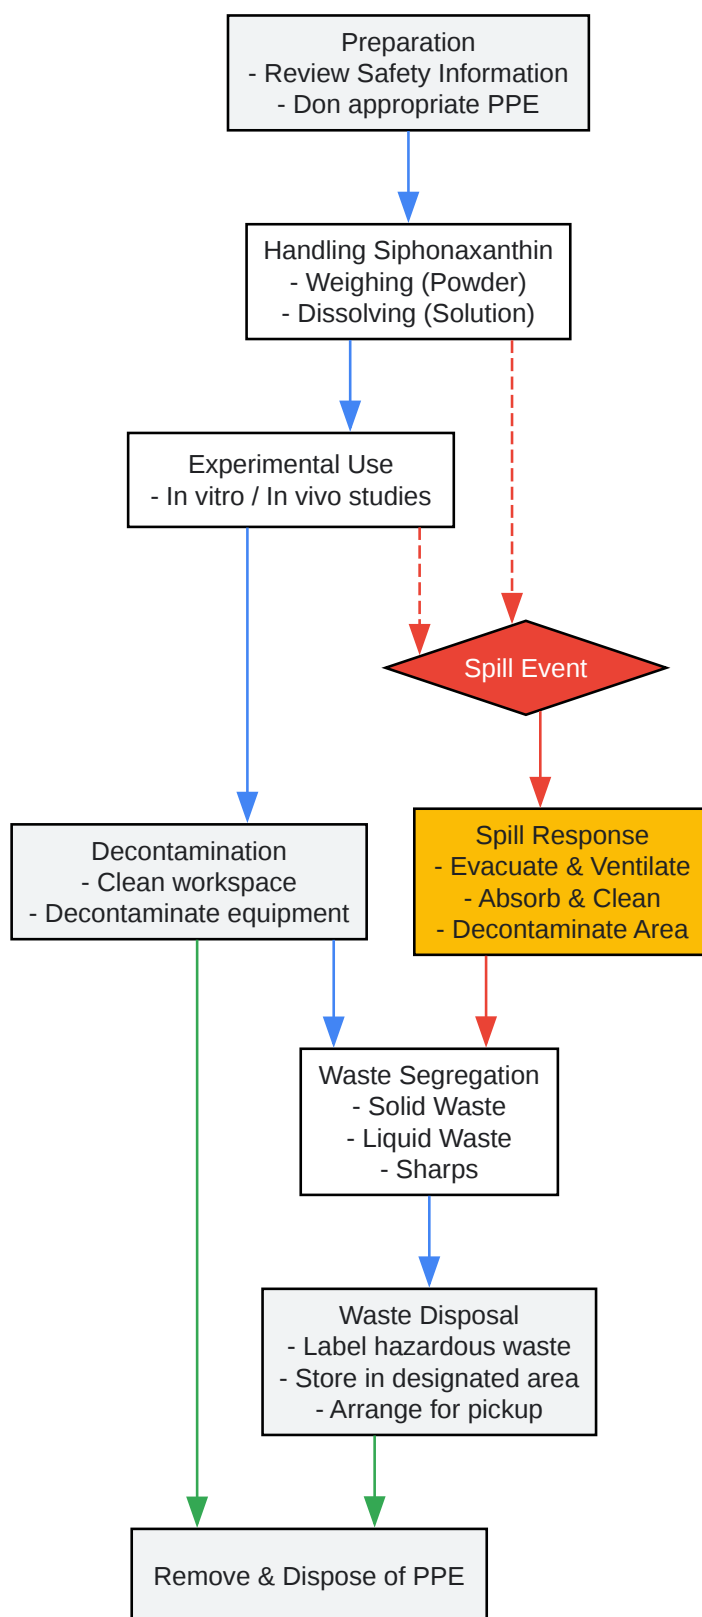 Preparation
- Review Safety Information
- Don appropriate PPE
Handling Siphonaxanthin
- Weighing (Powder)
- Dissolving (Solution)
Experimental Use
- In vitro / In vivo studies
Spill Event
Decontamination
- Clean workspace
- Decontaminate equipment
Spill Response
- Evacuate & Ventilate
- Absorb & Clean
- Decontaminate Area
Waste Segregation
- Solid Waste
- Liquid Waste
- Sharps
Waste Disposal
- Label hazardous waste
- Store in designated area
- Arrange for pickup
Remove & Dispose of PPE